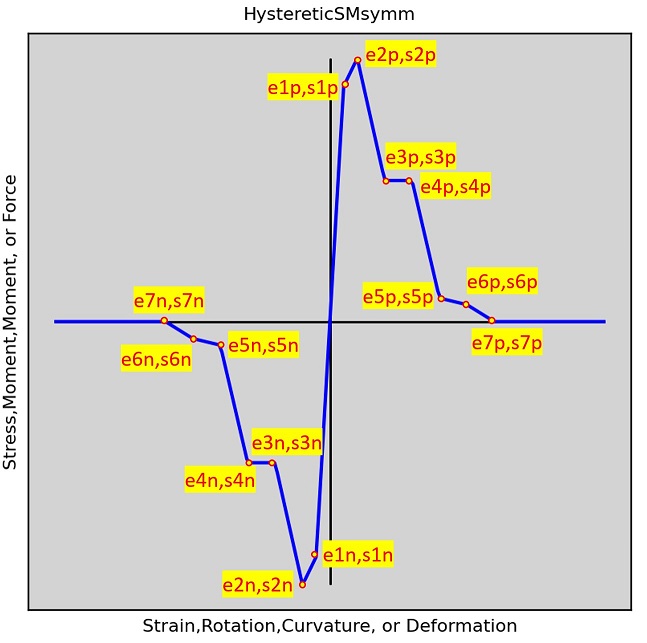 HystereticSMsymm
e2p,s2p
e1p,s1p
e3p,s3p
e4p,s4p
e6p,s6p
e5p,s5p
e7n,s7n
e7p,s7p
e5n,s5n
e6n,s6n
e3n,s3n
e4n,s4n
e1n,s1n
e2n,s2n
Stress,Moment,Moment, or Force
Strain,Rotation,Curvature, or Deformation